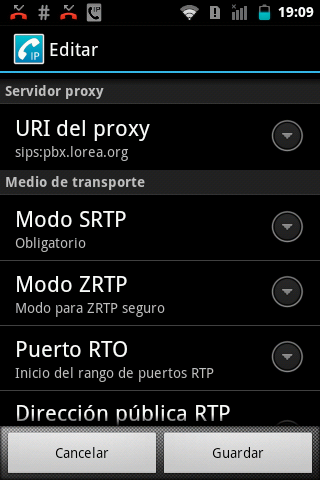 # IP 19:09
IP Editar
Servidor proxy
URI del proxy
sips:pbx.lorea.org
Medio de transporte
Modo SRTP
Obligatorio
Modo ZRTP
Modo para ZRTP seguro
Puerto RTO
Inicio del rango de puertos RTP
Dirección pública RTP
Cancelar Guardar